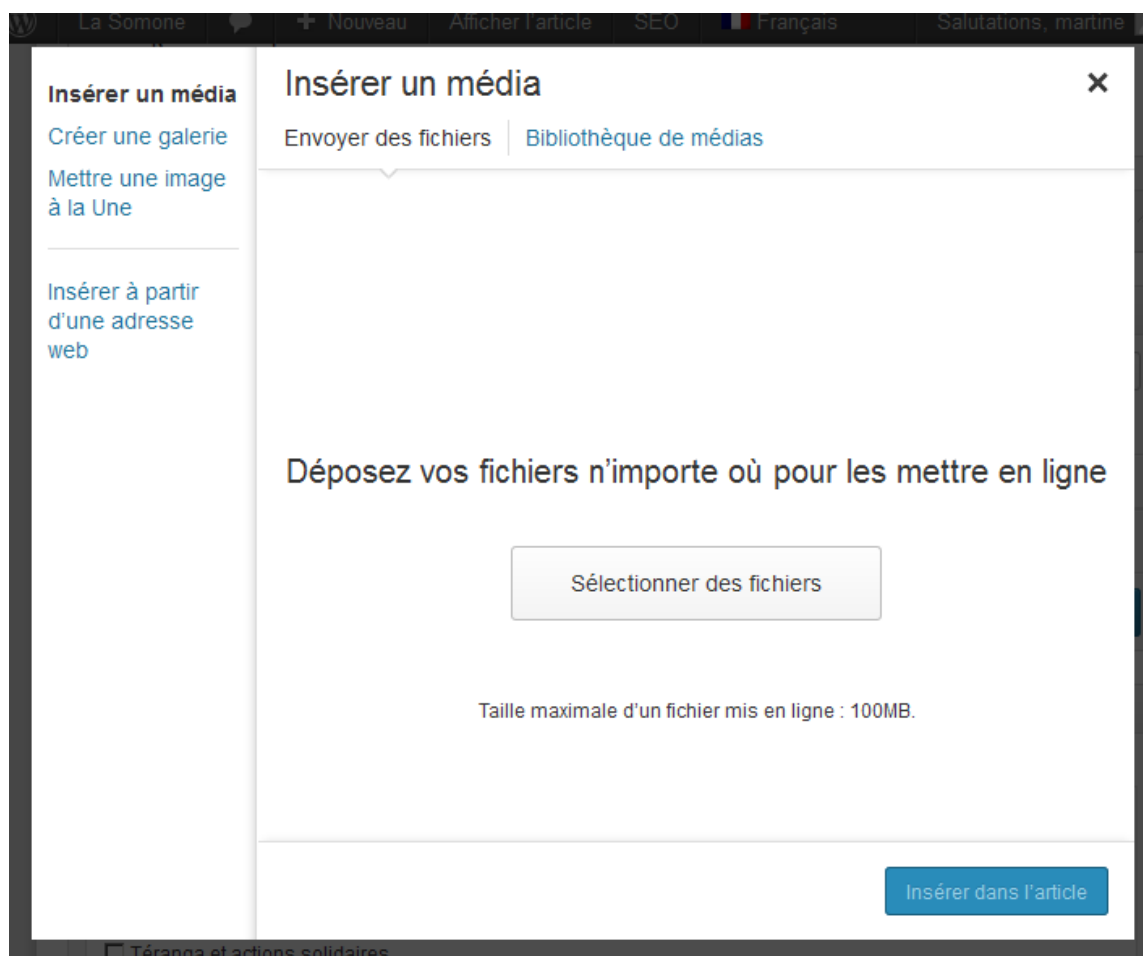 La Somone
Nouveau
Afficher l'article
SEO
Français
Salutations, martine
Insérer un média
Créer une galerie
Mettre une image
à la Une
Insérer à partir
d'une adresse
web
Insérer un média
Envoyer des fichiers
Bibliothèque de médias
Déposez vos fichiers n'importe où pour les mettre en ligne
Sélectionner des fichiers
Taille maximale d'un fichier mis en ligne : 100MB.
Insérer dans l'article
Téranga et actions solidaires